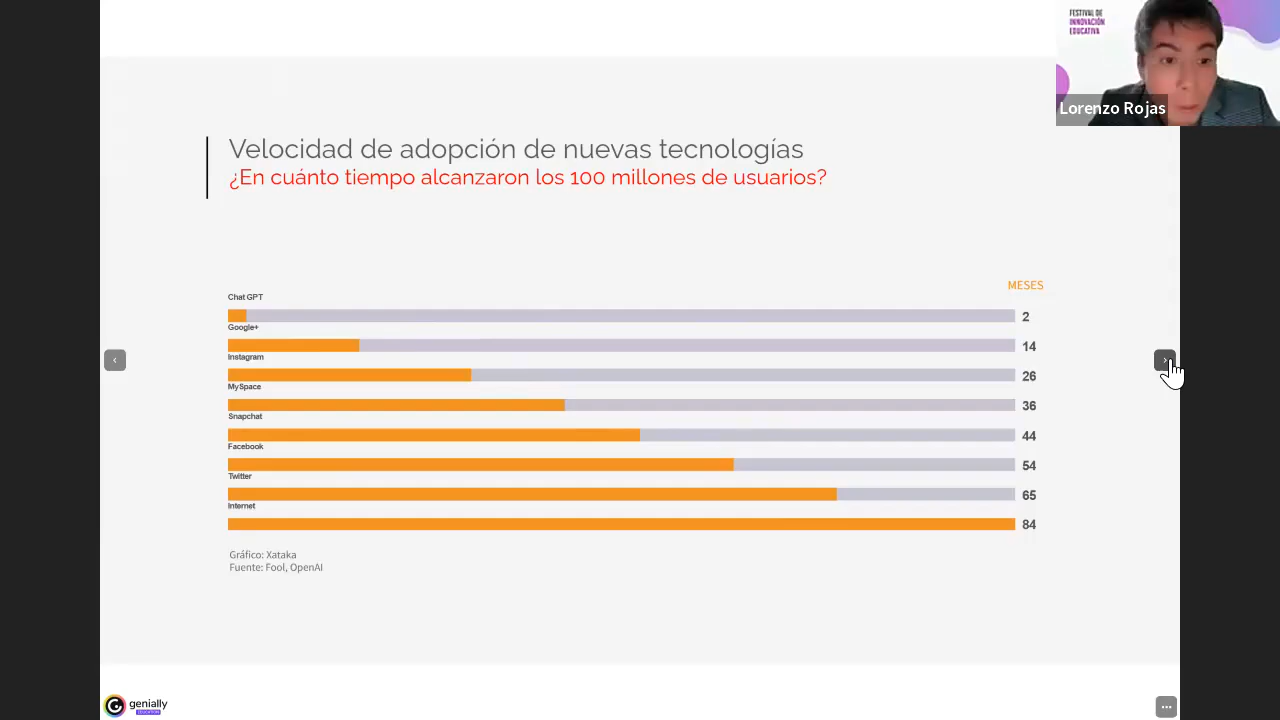 FESTIVAL DE
INNOVACIÓN
EDUCATIVA
Lorenzo Rojas
Velocidad de adopción de nuevas tecnologías
¿En cuánto tiempo alcanzaron los 100 millones de usuarios?
MESES
Chat GPT
2
Google+
14
Instagram
26
MySpace
36
Snapchat
44
Facebook
54
Twitter
65
Internet
84
Gráfico: Xataka
Fuente: Fool, OpenAI
genially
EDUCATION